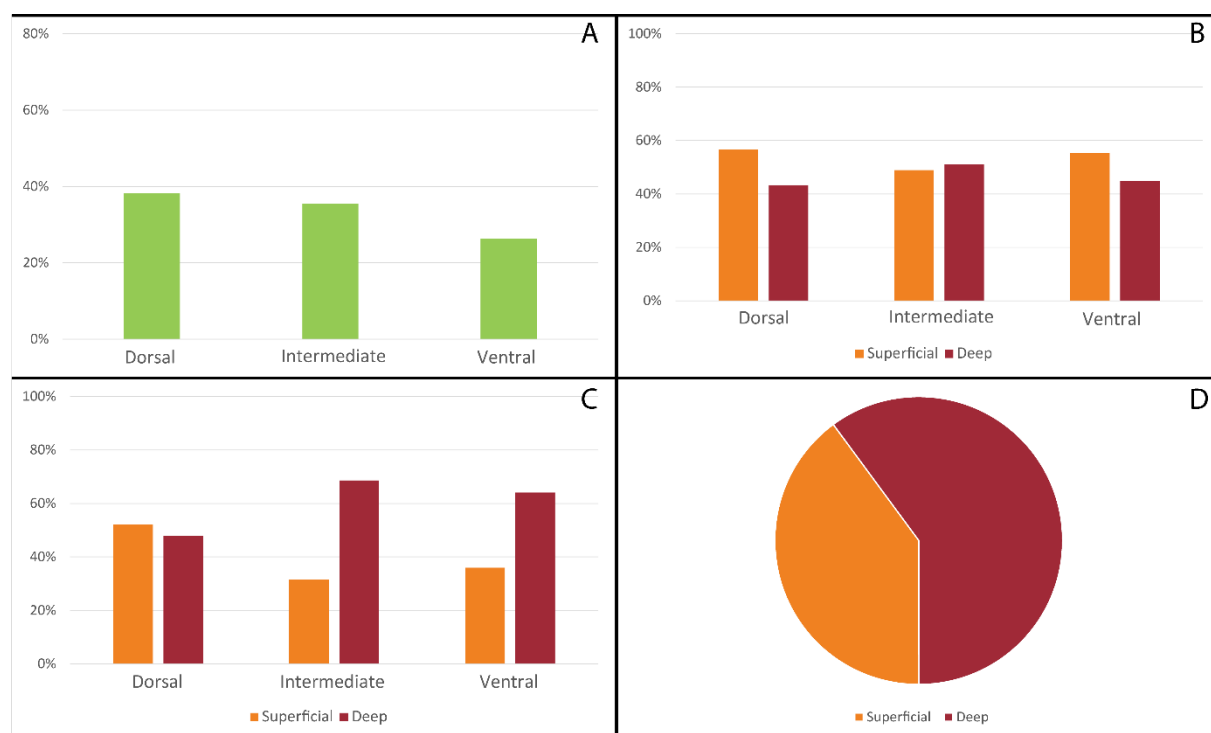 A
80%
60%
40%
20%
0%
Dorsal Intermediate Ventral
B
100%
80%
60%
40%
20%
0%
Dorsal Intermediate Ventral
Superficial Deep
C
100%
80%
60%
40%
20%
0%
Dorsal Intermediate Ventral
Superficial Deep
D
Superficial Deep